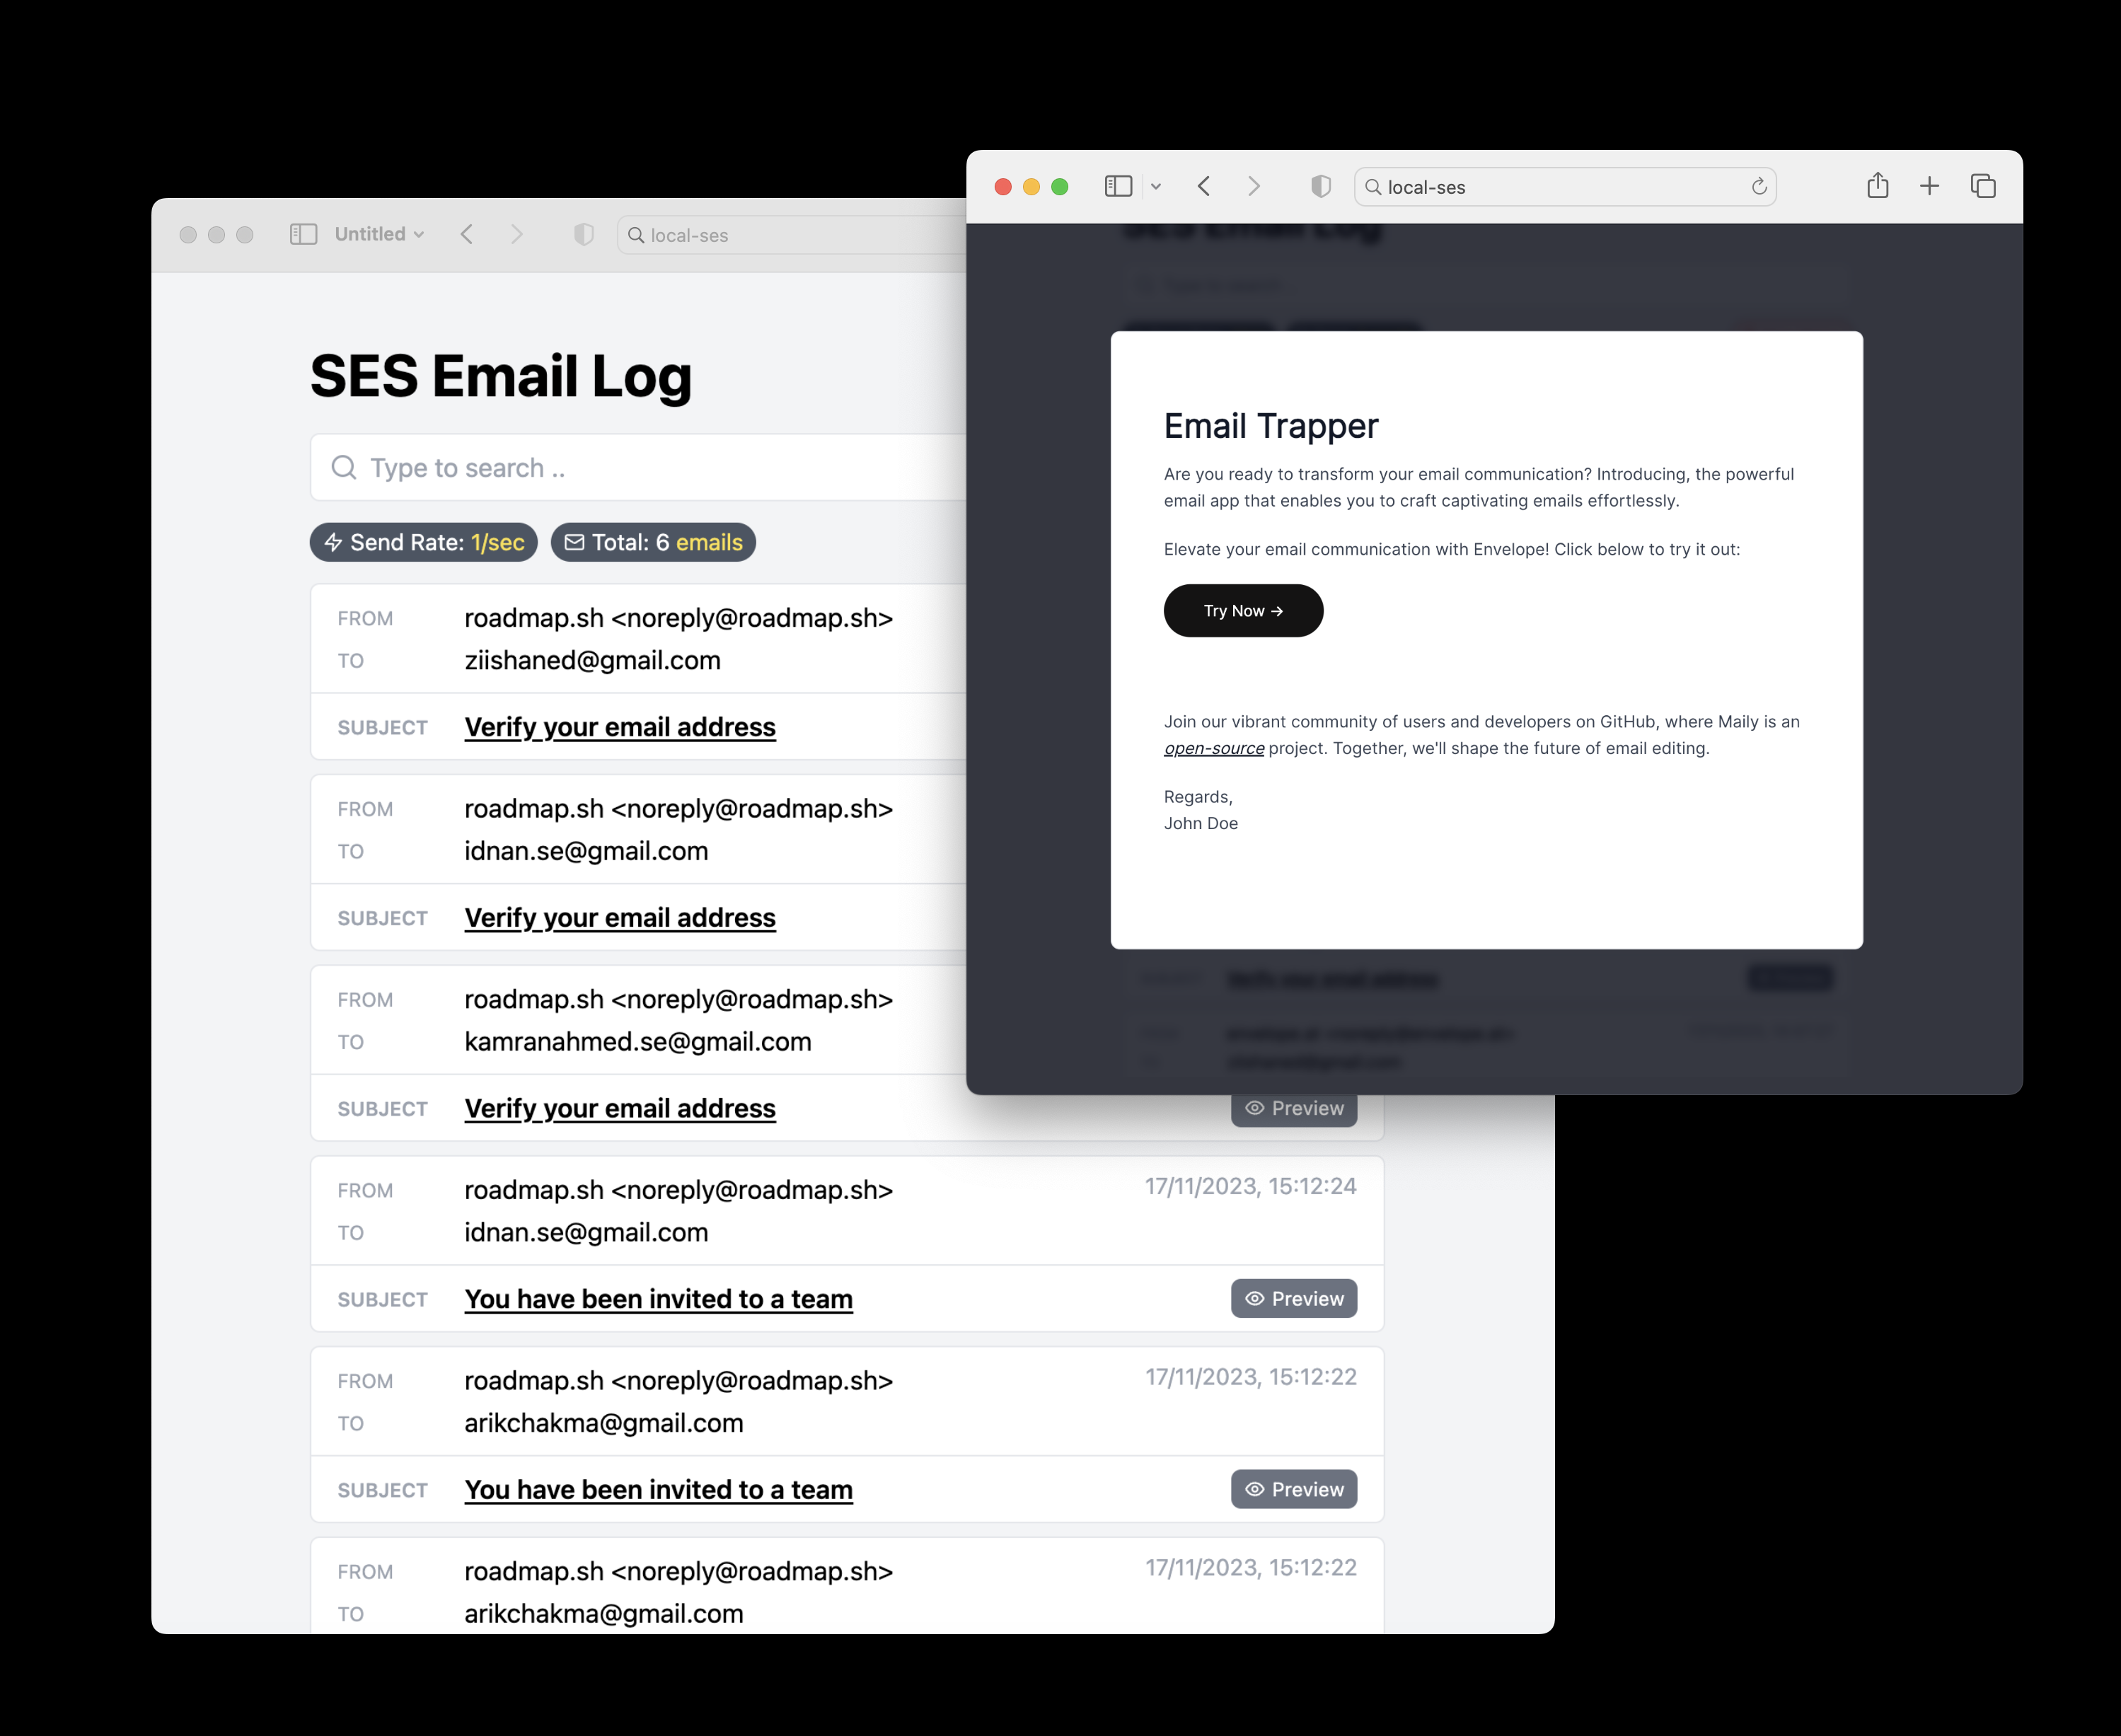 Untitled
local-ses
SES Email Log
Type to search ..
Send Rate: 1/sec
Total: 6 emails
FROM roadmap.sh <noreply@roadmap.sh>
TO ziishaned@gmail.com
SUBJECT Verify your email address
FROM roadmap.sh <noreply@roadmap.sh>
TO idnan.se@gmail.com
SUBJECT Verify your email address
FROM roadmap.sh <noreply@roadmap.sh>
TO kamranahmed.se@gmail.com
SUBJECT Verify your email address Preview
FROM roadmap.sh <noreply@roadmap.sh> 17/11/2023, 15:12:24
TO idnan.se@gmail.com
SUBJECT You have been invited to a team Preview
FROM roadmap.sh <noreply@roadmap.sh> 17/11/2023, 15:12:22
TO arikchakma@gmail.com
SUBJECT You have been invited to a team Preview
FROM roadmap.sh <noreply@roadmap.sh> 17/11/2023, 15:12:22
TO arikchakma@gmail.com
local-ses
SES Email Log
Email Trapper
Are you ready to transform your email communication? Introducing, the powerful
email app that enables you to craft captivating emails effortlessly.
Elevate your email communication with Envelope! Click below to try it out:
Try Now →
Join our vibrant community of users and developers on GitHub, where Maily is an
open-source project. Together, we'll shape the future of email editing.
Regards,
John Doe
Verify your email address